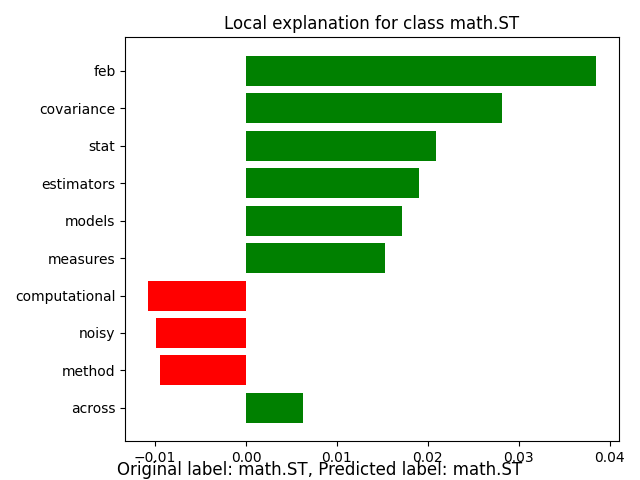 Local explanation for class math.ST
feb
covariance
stat
estimators
models
measures
computational
noisy
method
across
−0.01 0.00 0.01 0.02 0.03 0.04
Original label: math.ST, Predicted label: math.ST